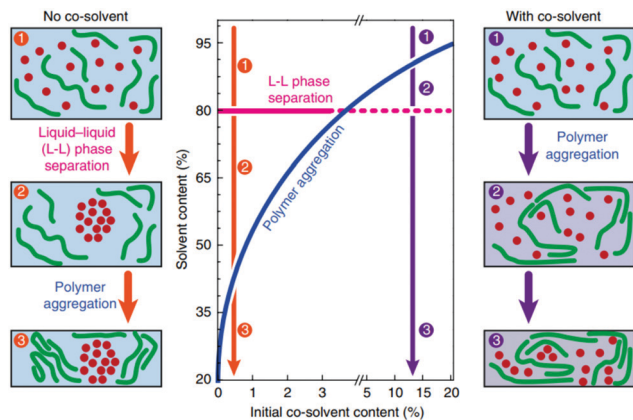 No co-solvent
1
Liquid–liquid
(L-L) phase
separation
2
Polymer
aggregation
3
Solvent content (%)
95
80
65
50
35
20
1
2
3
L-L phase
separation
Polymer aggregation
1
2
3
0
1
2
3
5
10
15
20
Initial co-solvent content (%)
With co-solvent
1
Polymer
aggregation
2
3